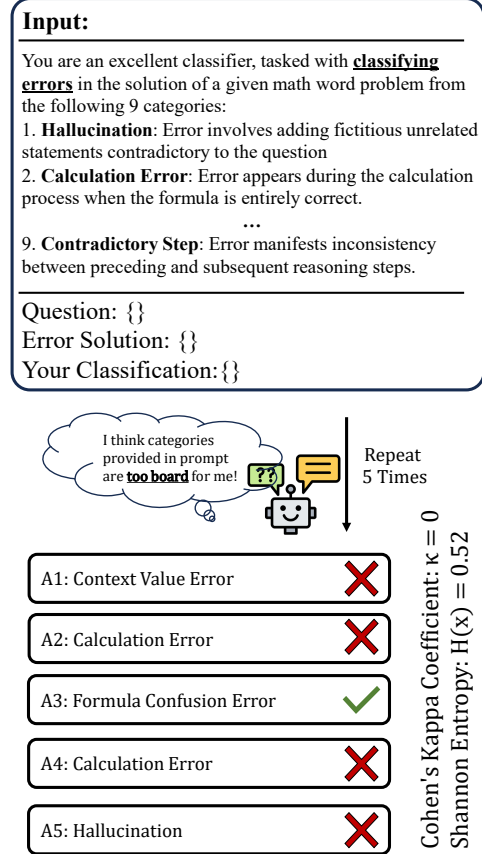 Input:
You are an excellent classifier, tasked with classifying
errors in the solution of a given math word problem from
the following 9 categories:
1. Hallucination: Error involves adding fictitious unrelated
statements contradictory to the question
2. Calculation Error: Error appears during the calculation
process when the formula is entirely correct.
...
9. Contradictory Step: Error manifests inconsistency
between preceding and subsequent reasoning steps.
Question: {}
Error Solution: {}
Your Classification:{}
I think categories
provided in prompt
are too board for me!
??
Repeat
5 Times
A1: Context Value Error
A2: Calculation Error
A3: Formula Confusion Error
A4: Calculation Error
A5: Hallucination
Cohen's Kappa Coefficient: κ = 0
Shannon Entropy: H(x) = 0.52